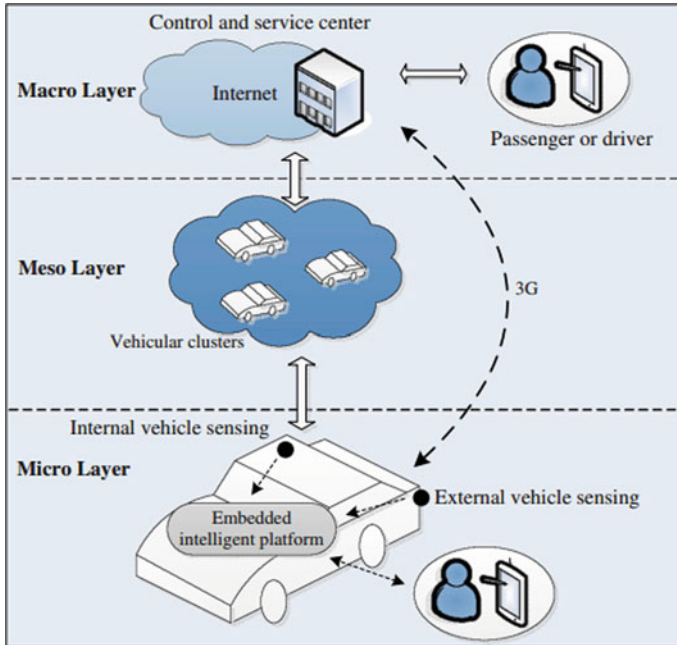 Control and service center
Macro Layer
Internet
Passenger or driver
Meso Layer
3G
Vehicular clusters
Internal vehicle sensing
Micro Layer
External vehicle sensing
Embedded
intelligent platform